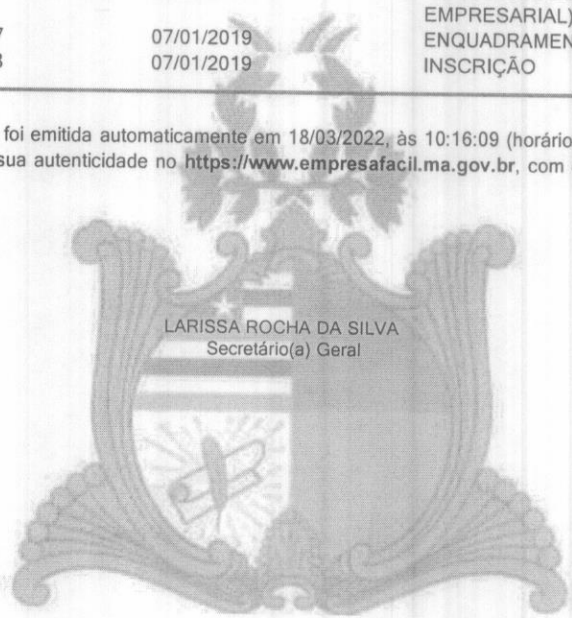 EMPRESARIAL)
07/01/2019 ENQUADRAMEN
07/01/2019 INSCRIÇÃO
foi emitida automaticamente em 18/03/2022, às 10:16:09 (horário
sua autenticidade no https://www.empresafacil.ma.gov.br, com
LARISSA ROCHA DA SILVA
Secretário(a) Geral